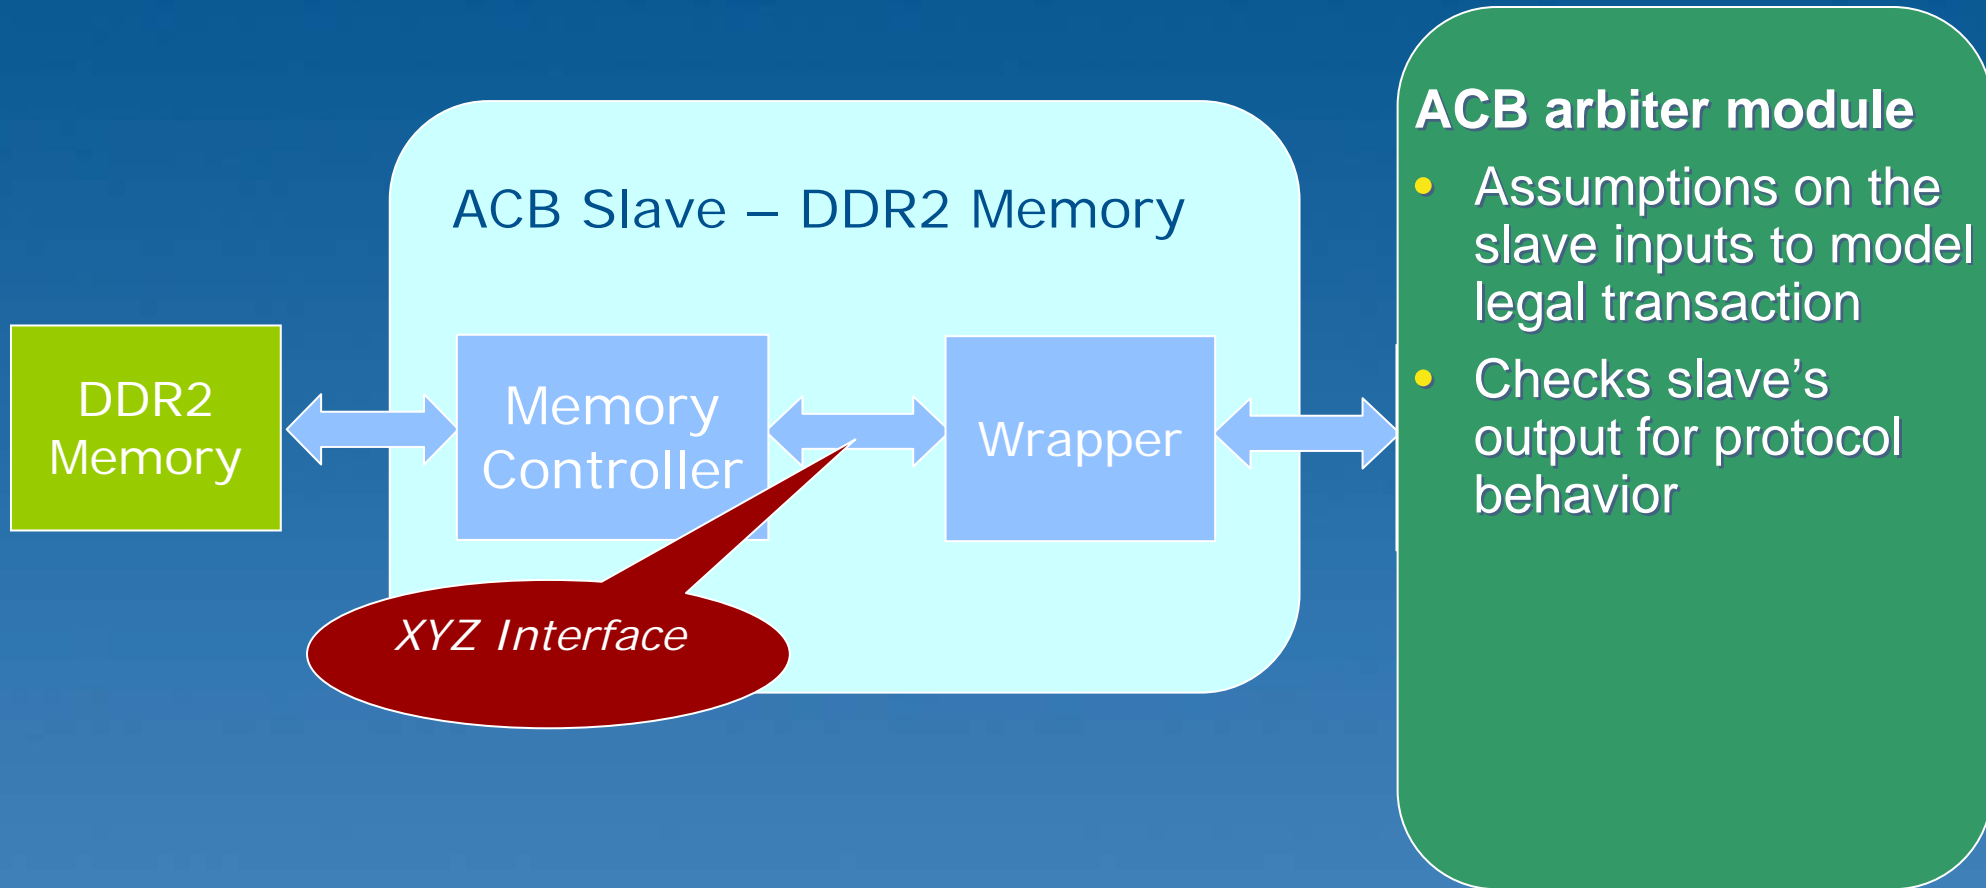 ACB Slave – DDR2 Memory
DDR2
Memory
Memory
Controller
Wrapper
XYZ Interface
ACB arbiter module
• Assumptions on the
slave inputs to model
legal transaction
• Checks slave’s
output for protocol
behavior